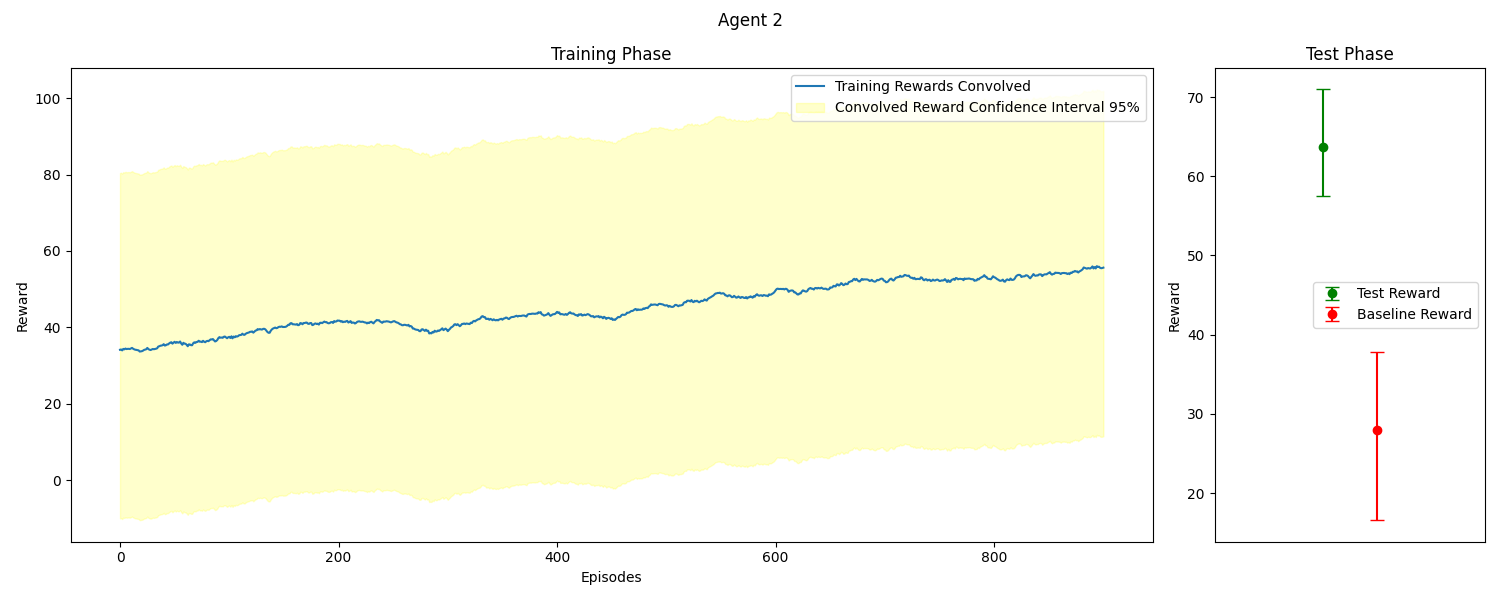 Agent 2
Training Phase
Training Rewards Convolved
Convolved Reward Confidence Interval 95%
100
80
60
40
20
0
Reward
0 200 400 600 800
Episodes
Test Phase
70
60
50
40
30
20
Reward
Test Reward
Baseline Reward